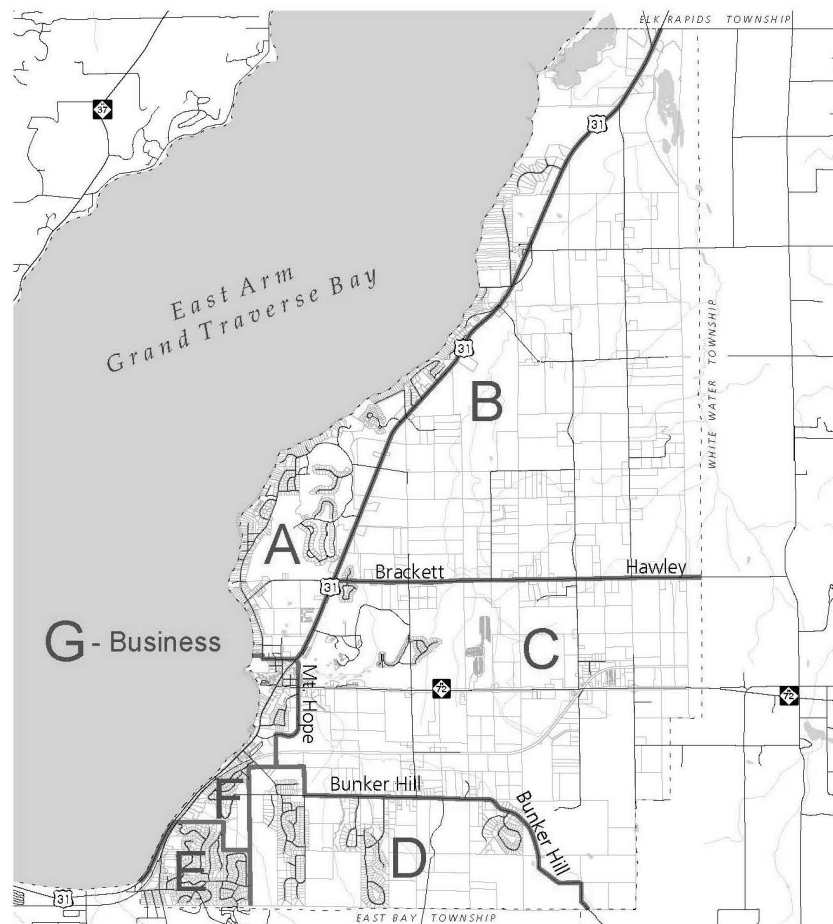 ELK RAPIDS TOWNSHIP
37
31
East Arm
Grand Traverse Bay
31
WHITE WATER TOWNSHIP
B
A
Brackett
Hawley
31
G - Business
C
Mt. Hope
72
72
F
Bunker Hill
Bunker Hill
E
D
31
EAST BAY TOWNSHIP